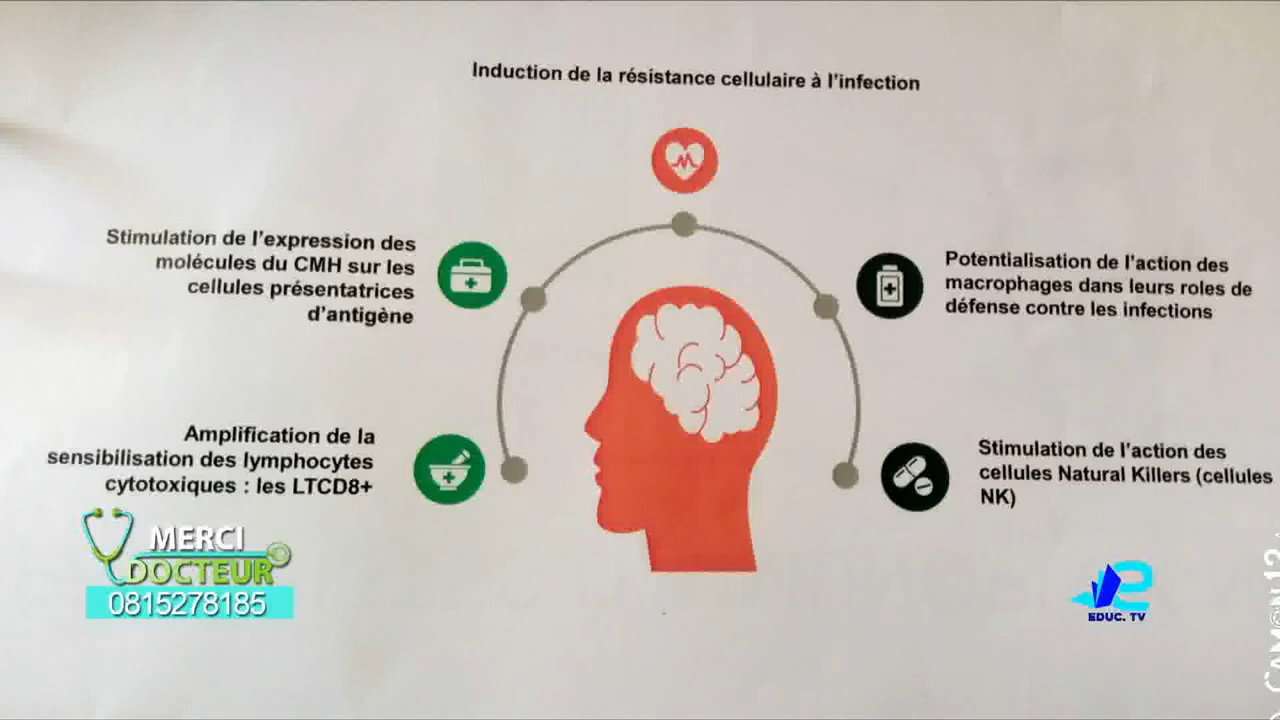 Induction de la résistance cellulaire à l'infection
Stimulation de l'expression des
molécules du CMH sur les
cellules présentatrices
d'antigène
Potentialisation de l'action des
macrophages dans leurs roles de
défense contre les infections
Amplification de la
sensibilisation des lymphocytes
cytotoxiques : les LTCD8+
Stimulation de l'action des
cellules Natural Killers (cellules
NK)
MERCI
DOCTEUR
0815278185
EDUC. TV